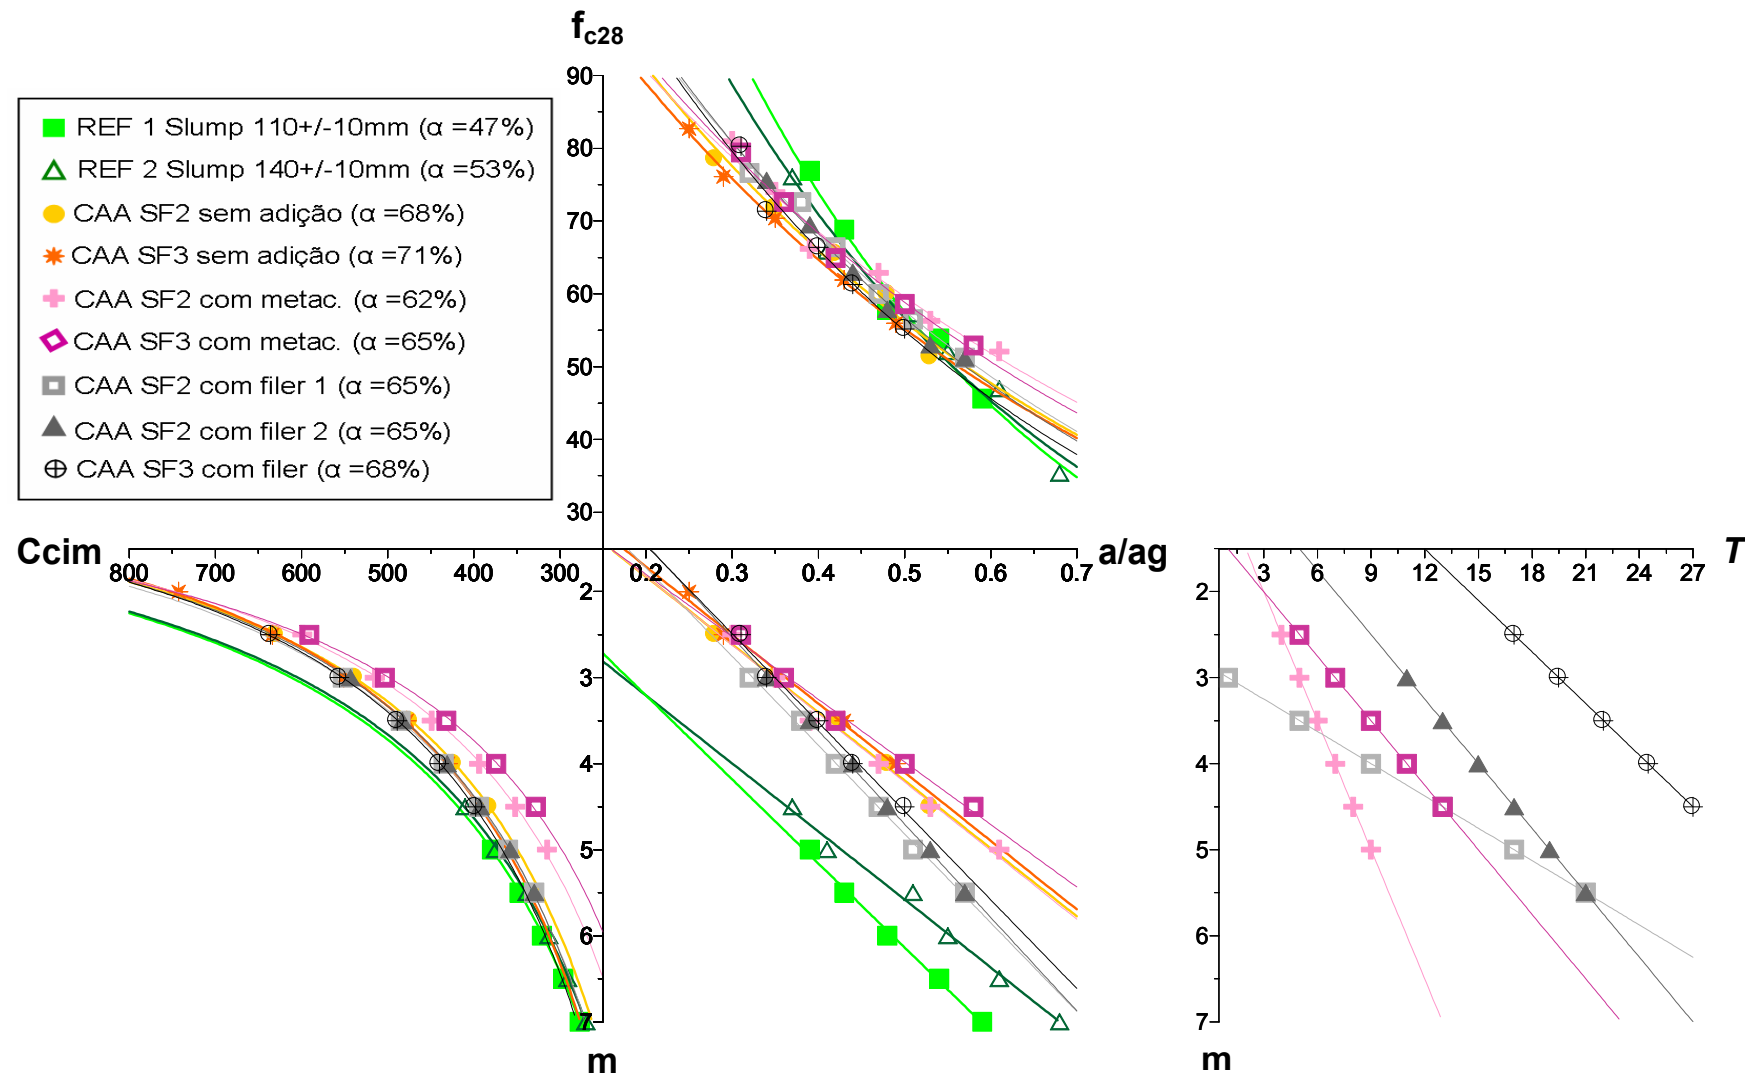 fc28
90
80
70
60
50
40
30
REF 1 Slump 110+/-10mm (α =47%)
REF 2 Slump 140+/-10mm (α =53%)
CAA SF2 sem adição (α =68%)
CAA SF3 sem adição (α =71%)
CAA SF2 com metac. (α =62%)
CAA SF3 com metac. (α =65%)
CAA SF2 com filer 1 (α =65%)
CAA SF2 com filer 2 (α =65%)
CAA SF3 com filer (α =68%)
Ccim
800 700 600 500 400 300
0.2 0.3 0.4 0.5 0.6 0.7
a/ag
3 6 9 12 15 18 21 24 27
T
2
3
4
5
6
7
m
2
3
4
5
6
7
m